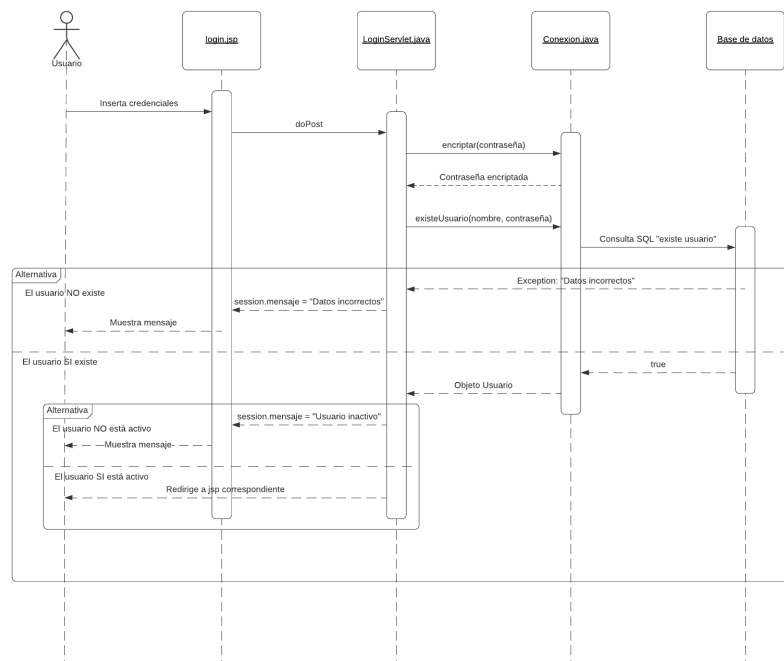 login.jsp
LoginServlet.java
Conexion.java
Base de datos
Usuario
Inserta credenciales
doPost
encriptar(contraseña)
Contraseña encriptada
existeUsuario(nombre, contraseña)
Consulta SQL "existe usuario"
Alternativa
El usuario NO existe
Exception: "Datos incorrectos"
session.mensaje = "Datos incorrectos"
Muestra mensaje
El usuario SI existe
true
Objeto Usuario
Alternativa
session.mensaje = "Usuario inactivo"
El usuario NO está activo
Muestra mensaje
El usuario SI está activo
Redirige a jsp correspondiente